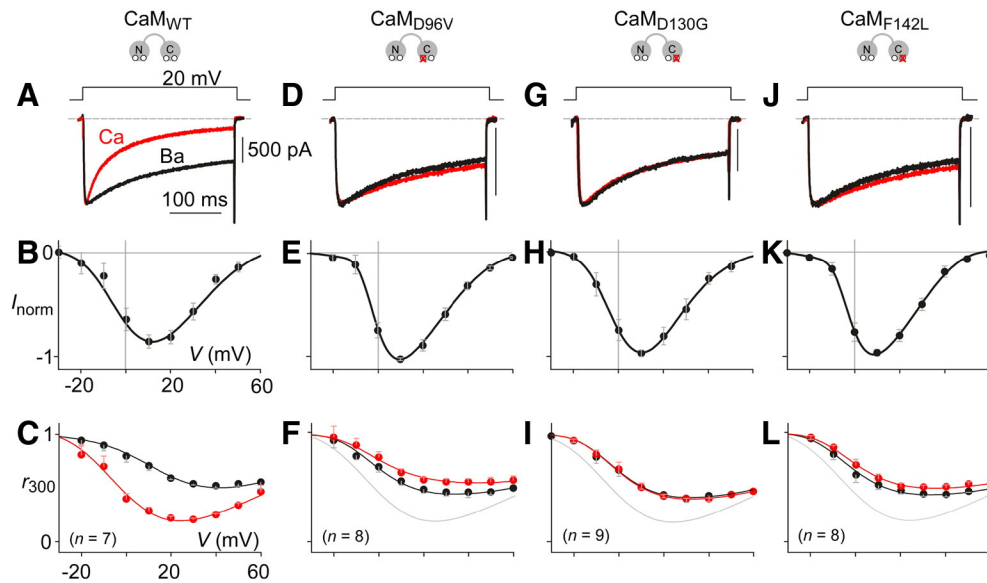 CaMWT CaMD96V CaMD130G CaMF142L
N C N C N C N C
A 20 mV D G J
Ca
Ba 500 pA
100 ms
B 0 E H K
Inorm
-1 V (mV)
-20 20 60
C 1 F I L
r300
(n = 7) V (mV) (n = 8) (n = 9) (n = 8)
0
-20 20 60